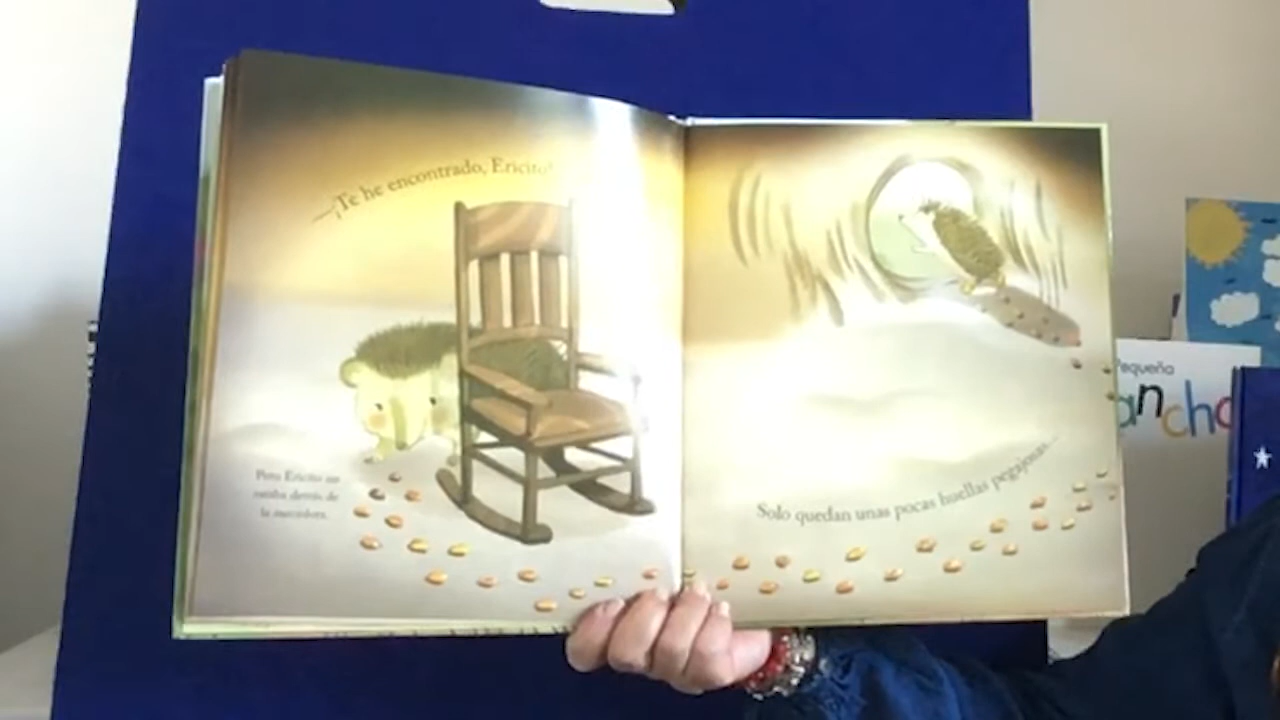 —¡Te he encontrado, Ericito!
Pero Ericito no
estaba detrás de
la mecedora.
Solo quedan unas pocas huellas pegajosas...
Pequeña
ancha